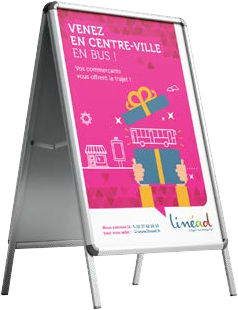 VENEZ
EN CENTRE-VILLE
EN BUS !
Vos commerçants
vous offrent le trajet !
linéad